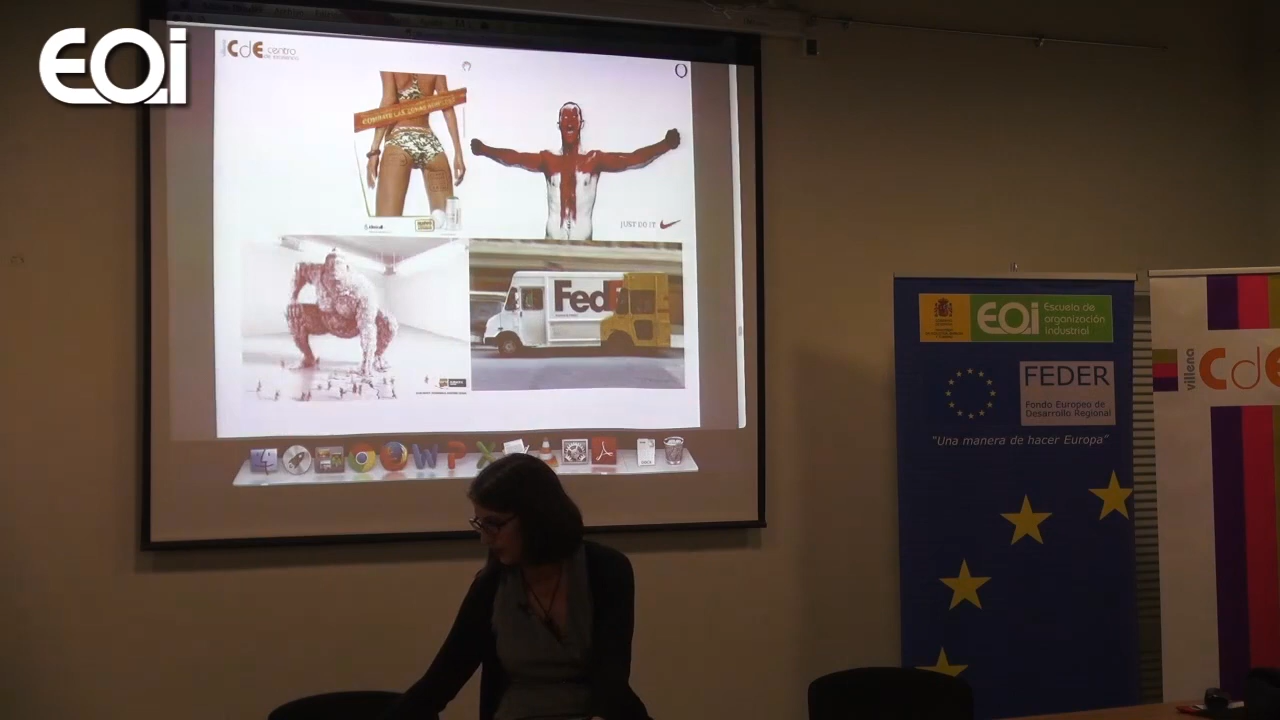 EOi
CdE centro
JUST DO IT
FedE
EOi Escuela de
organización
industrial
FEDER
Fondo Europeo de
Desarrollo Regional
"Una manera de hacer Europa"
villena
CdE